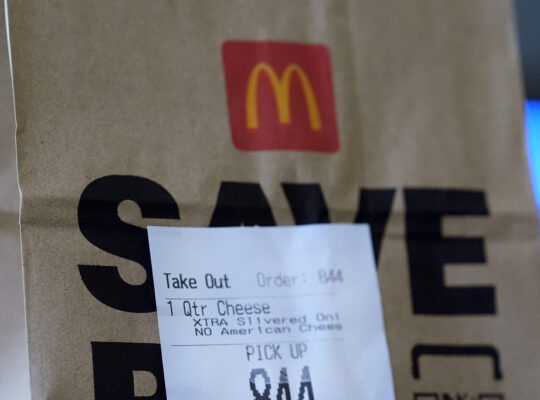 SAVE
Take Out Order: 844
1 Qtr Cheese
XTRA Slivered Oni
NO American Chees
PICK UP
844